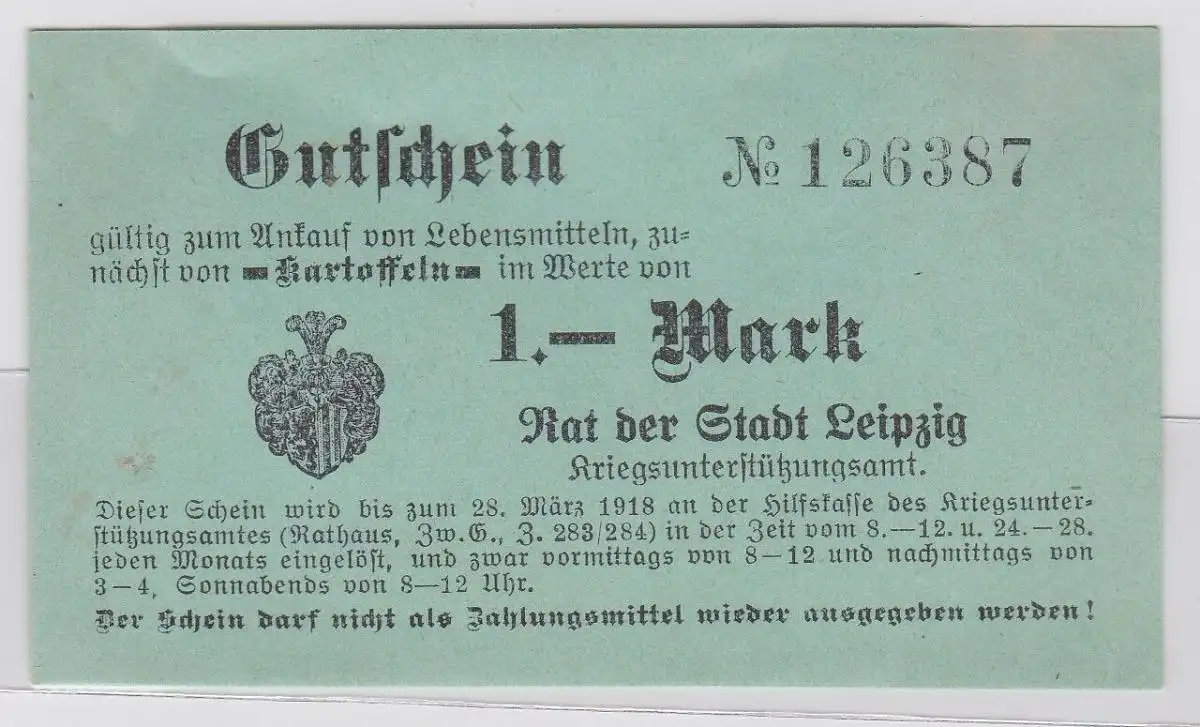 Gutschein
№ 126387
gültig zum Ankauf von Lebensmitteln, zu=
nächst von — Kartoffeln — im Werte von
1.— Mark
Rat der Stadt Leipzig
Kriegsunterstützungsamt.
Dieser Schein wird bis zum 28. März 1918 an der Hilfskasse des Kriegsunter=
stützungsamtes (Rathaus, Zw.G., Z. 283/284) in der Zeit vom 8.—12. u. 24.—28.
jeden Monats eingelöst, und zwar vormittags von 8—12 und nachmittags von
3—4, Sonnabends von 8—12 Uhr.
Der Schein darf nicht als Zahlungsmittel wieder ausgegeben werden!